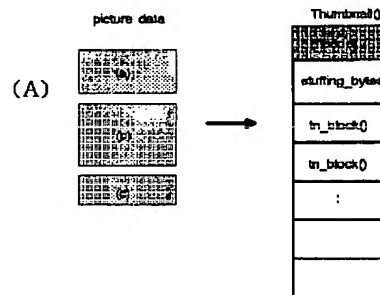 picture data
Thumbnail()
(A)
(a)
stuffing_bytes
(b)
tn_block()
tn_block()
:
(c)